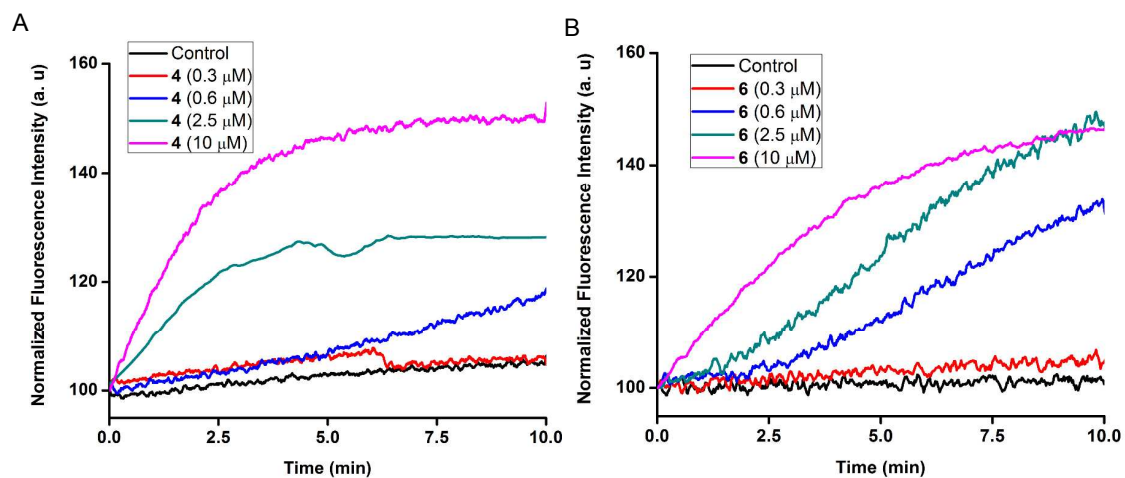 A
Normalized Fluorescence Intensity (a. u)
160
140
120
100
Control
4 (0.3 μM)
4 (0.6 μM)
4 (2.5 μM)
4 (10 μM)
0.0 2.5 5.0 7.5 10.0
Time (min)
B
Normalized Fluorescence Intensity (a. u)
160
140
120
100
Control
6 (0.3 μM)
6 (0.6 μM)
6 (2.5 μM)
6 (10 μM)
0.0 2.5 5.0 7.5 10.0
Time (min)